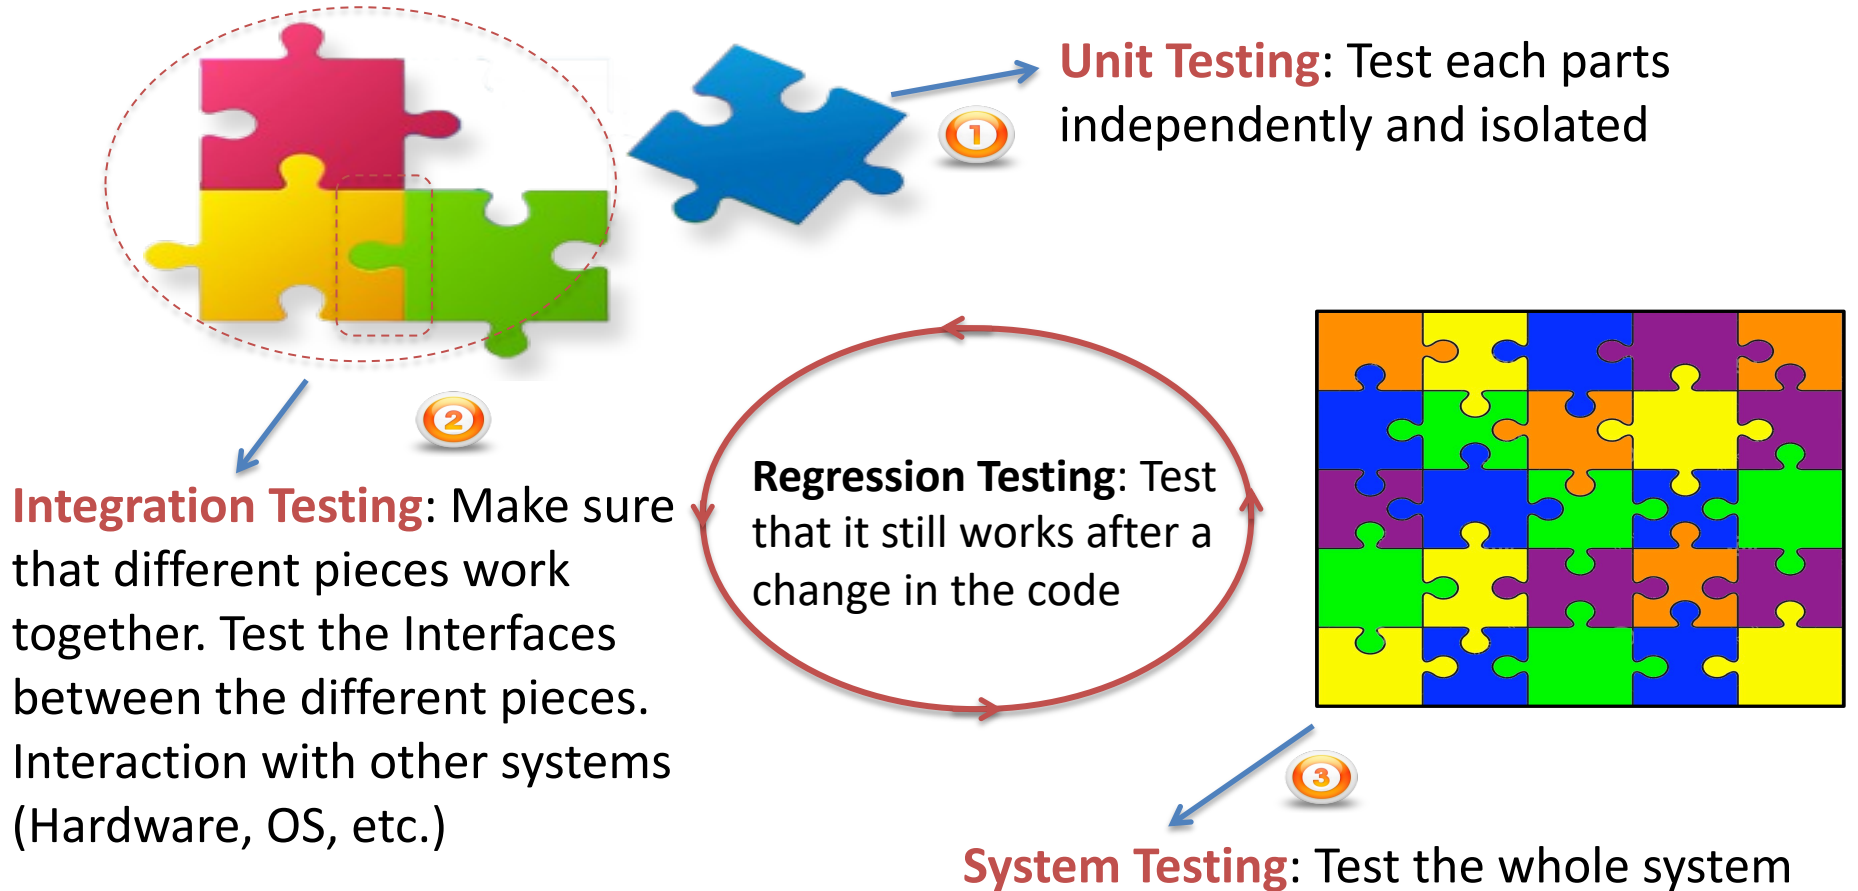 Unit Testing: Test each parts
independently and isolated
1
2
Integration Testing: Make sure
that different pieces work
together. Test the Interfaces
between the different pieces.
Interaction with other systems
(Hardware, OS, etc.)
Regression Testing: Test
that it still works after a
change in the code
3
System Testing: Test the whole system